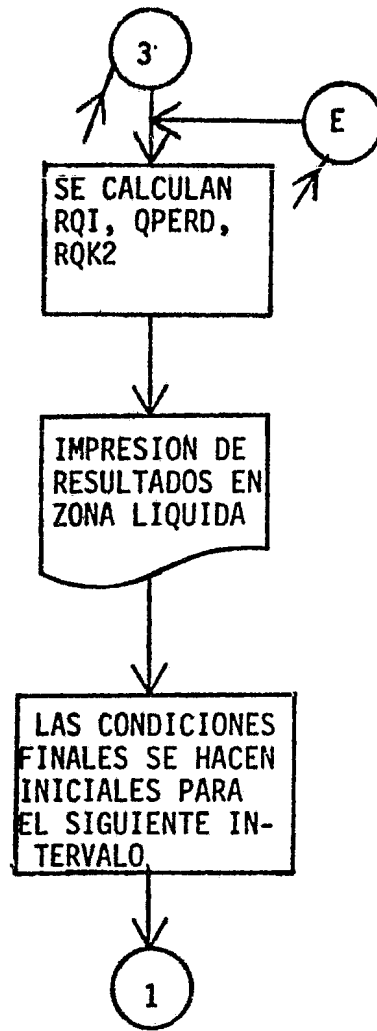 3
E
SE CALCULAN
RQI, QPERD,
RQK2
IMPRESION DE
RESULTADOS EN
ZONA LIQUIDA
LAS CONDICIONES
FINALES SE HACEN
INICIALES PARA
EL SIGUIENTE IN-
TERVALO
1